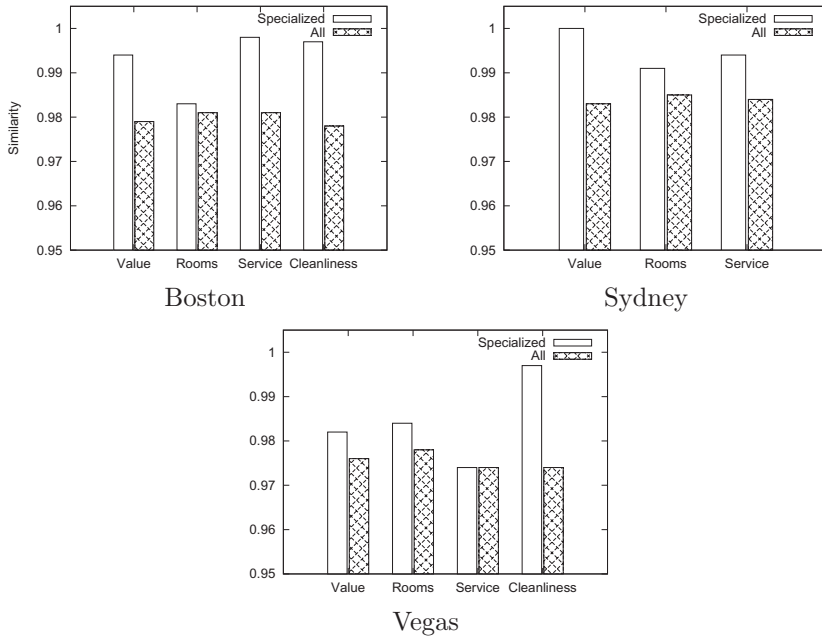 Specialized
All
1
0.99
0.98
0.97
0.96
0.95
Similarity
Value Rooms Service Cleanliness
Boston
Specialized
All
1
0.99
0.98
0.97
0.96
0.95
Value Rooms Service
Sydney
Specialized
All
1
0.99
0.98
0.97
0.96
0.95
Value Rooms Service Cleanliness
Vegas